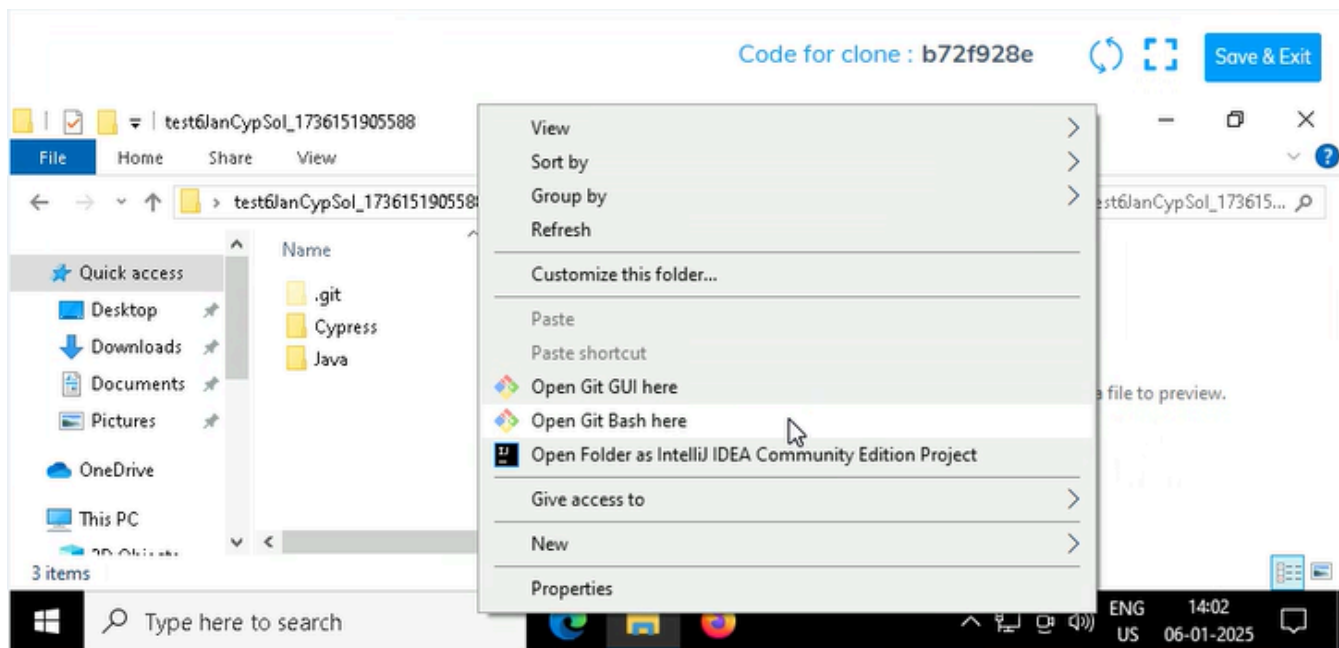 Code for clone : b72f928e
Save & Exit
test6JanCypSol_1736151905588
File Home Share View
test6JanCypSol_173615190558
Quick access
Desktop
Downloads
Documents
Pictures
OneDrive
This PC
3D Objects
Name
.git
Cypress
Java
View
Sort by
Group by
Refresh
Customize this folder...
Paste
Paste shortcut
Open Git GUI here
Open Git Bash here
Open Folder as IntelliJ IDEA Community Edition Project
Give access to
New
Properties
est6JanCypSol_173615...
a file to preview.
3 items
Type here to search
ENG
US
14:02
06-01-2025